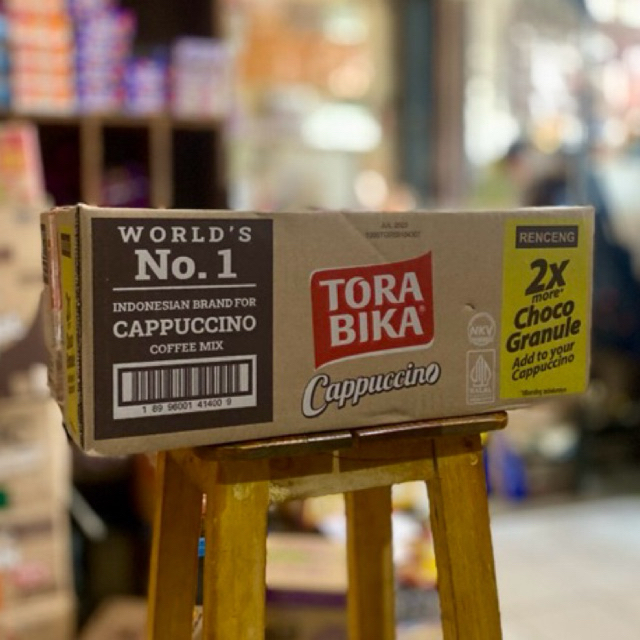 WORLD'S
No. 1
INDONESIAN BRAND FOR
CAPPUCCINO
COFFEE MIX
1 89 96001 41400 9
TORA
BIKA®
Cappuccino
NKV
RENCENG
2x
more*
Choco
Granule
Add to your
Cappuccino